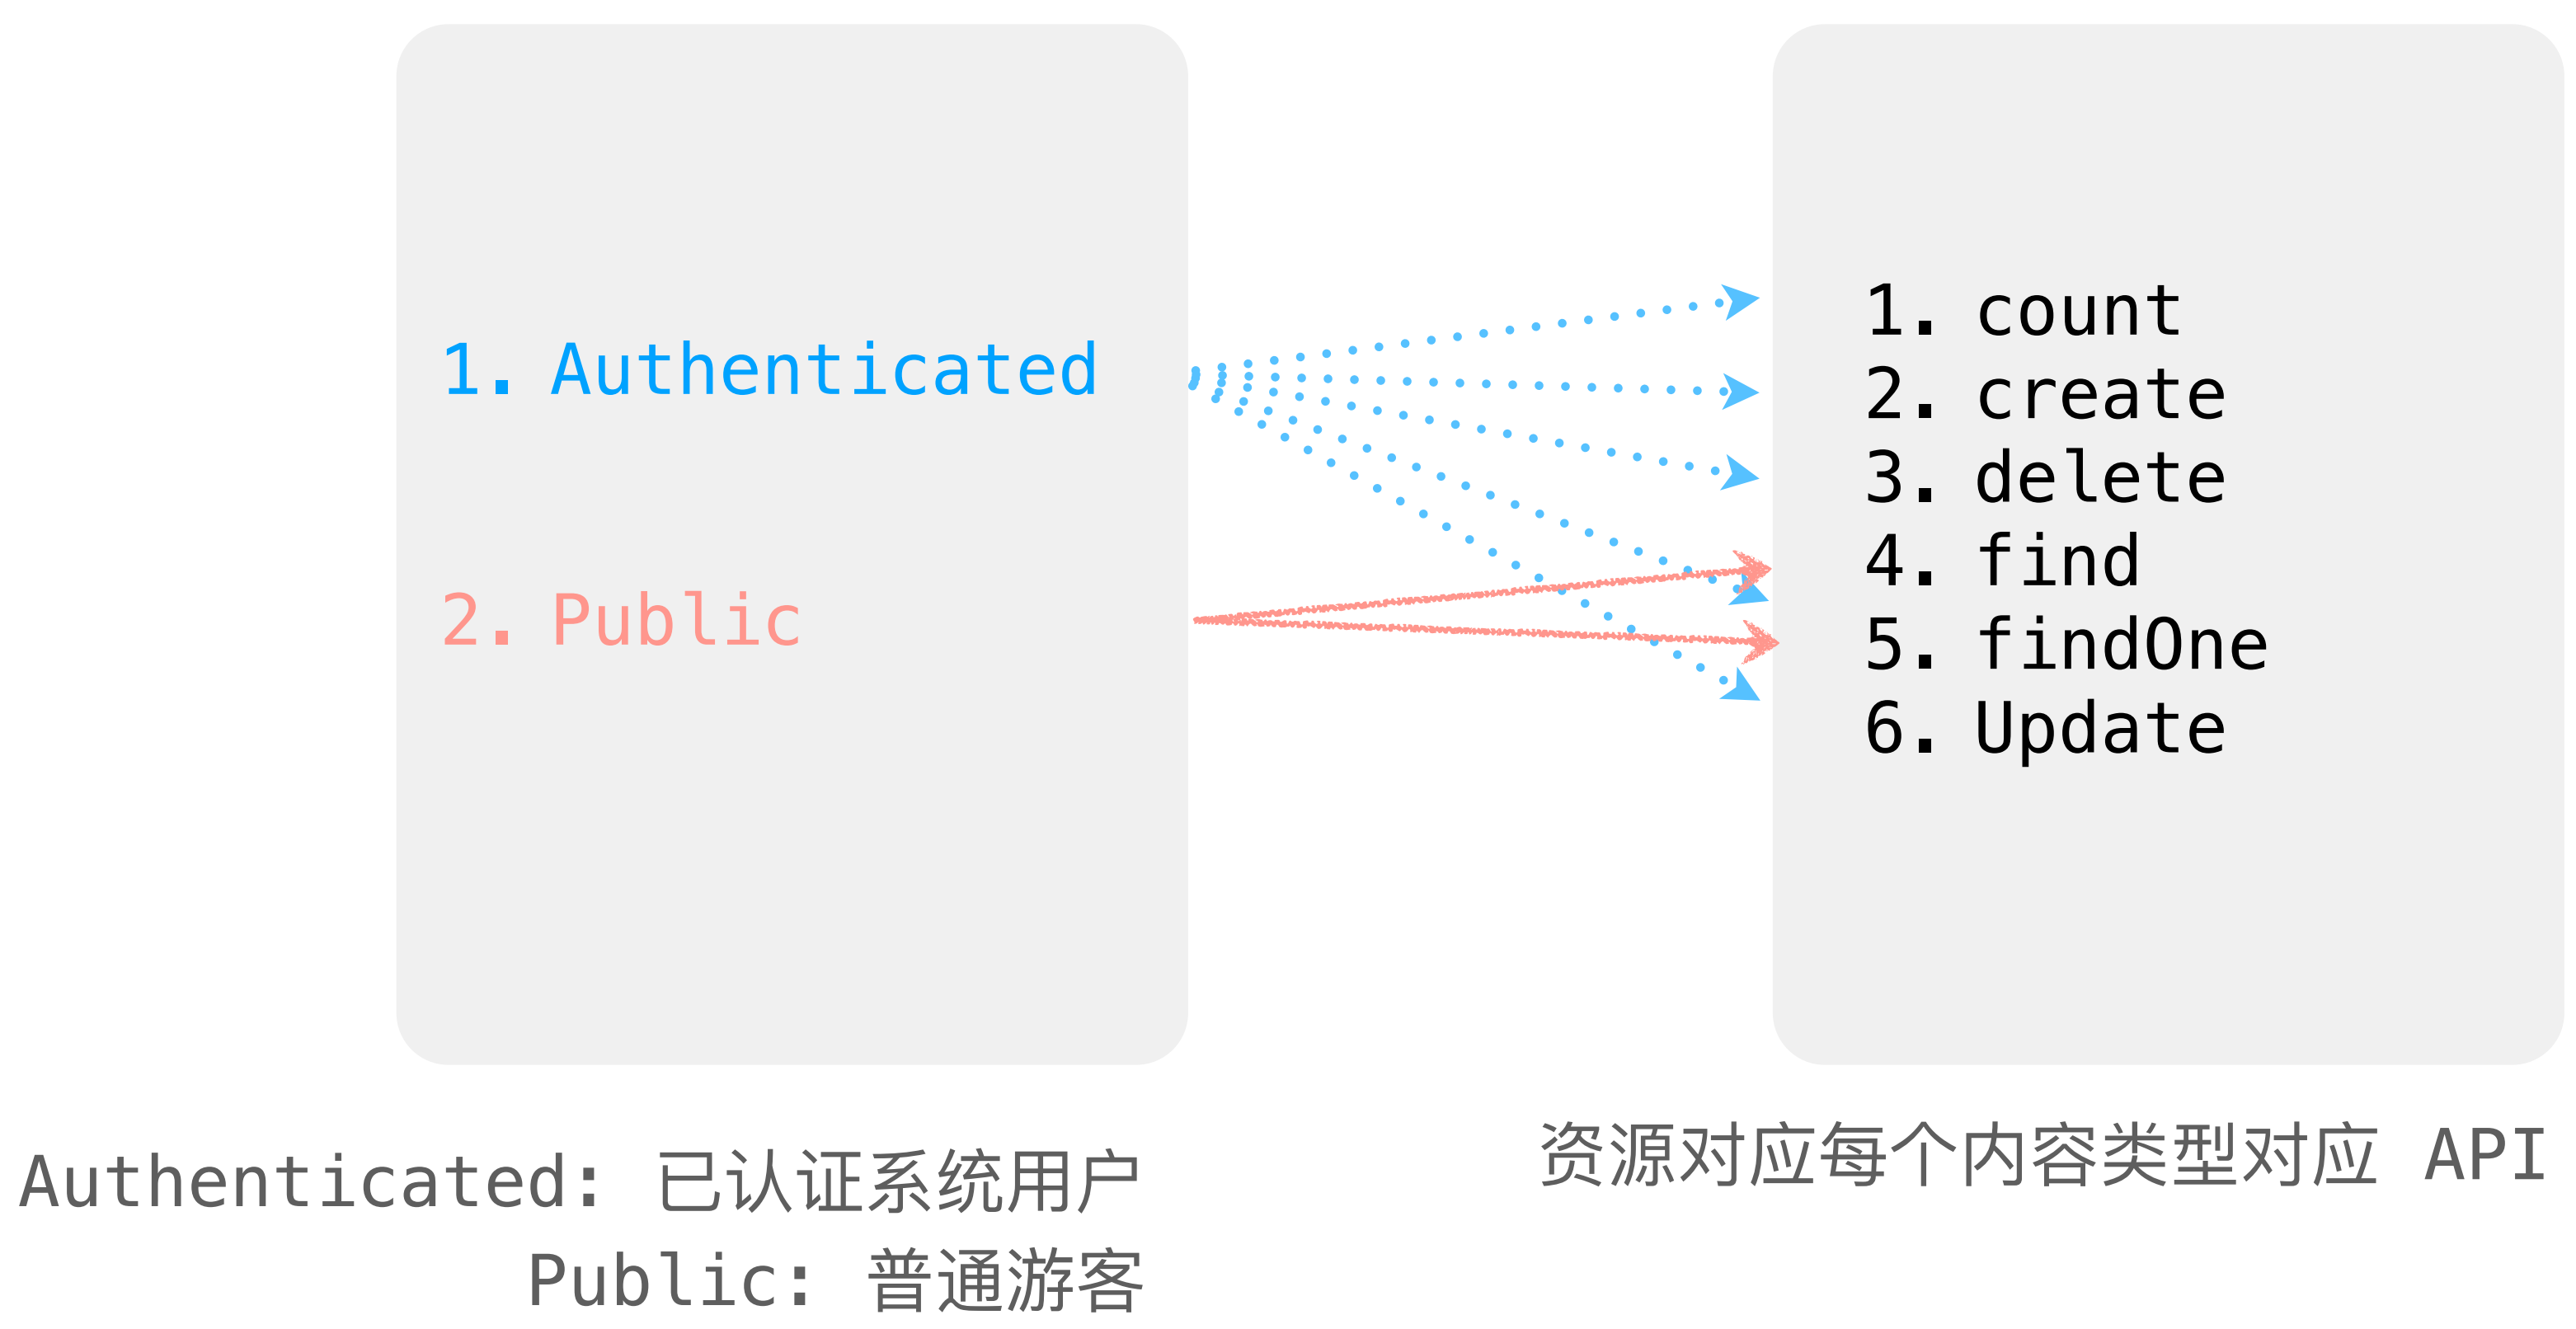 1. Authenticated
2. Public
1. count
2. create
3. delete
4. find
5. findOne
6. Update
Authenticated: 已认证系统用户
Public: 普通游客
资源对应每个内容类型对应 API